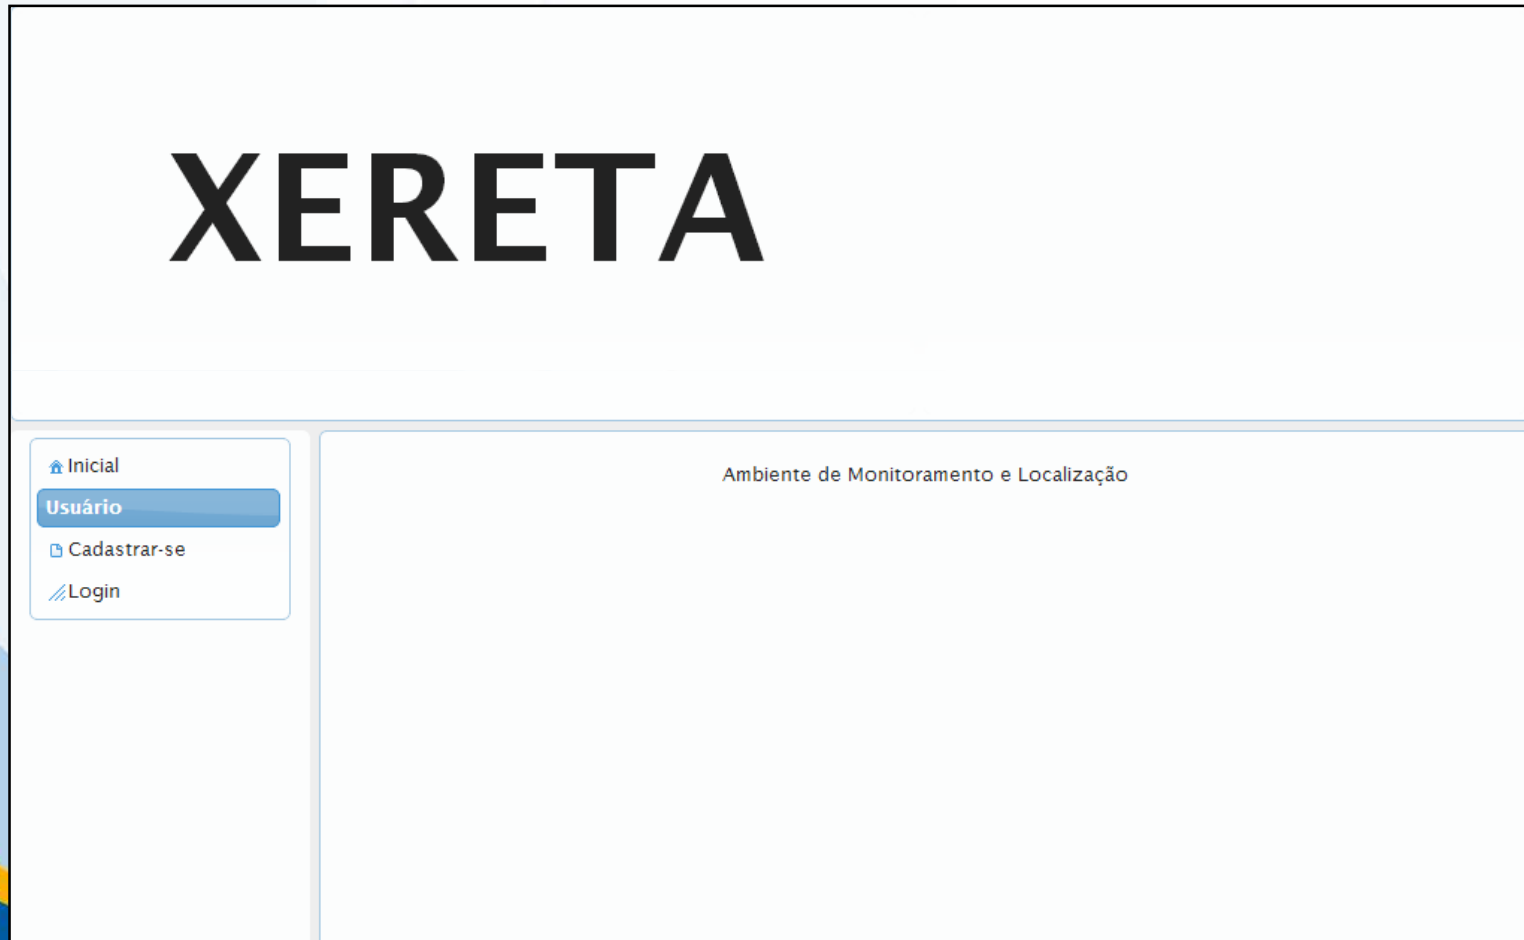 XERETA
Inicial
Usuário
Cadastrar-se
Login
Ambiente de Monitoramento e Localização